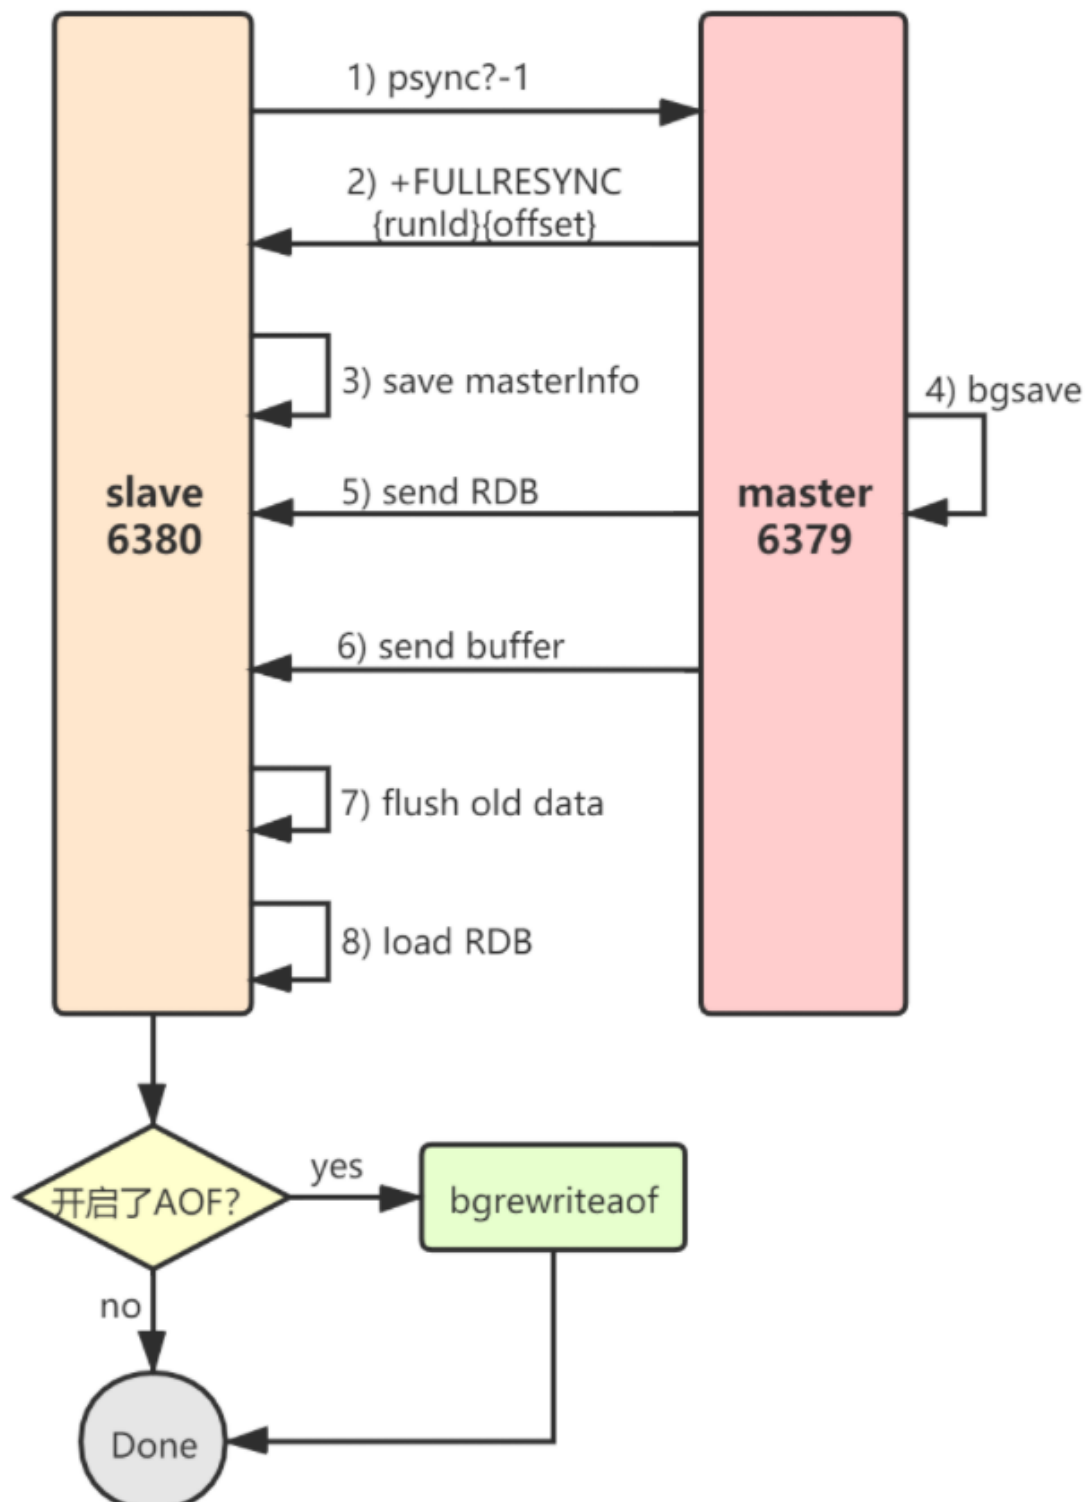 1) psync?-1
2) +FULLRESYNC
{runId}{offset}
3) save masterInfo
4) bgsave
slave
6380
5) send RDB
master
6379
6) send buffer
7) flush old data
8) load RDB
开启了AOF?
yes
bgrewriteaof
no
Done